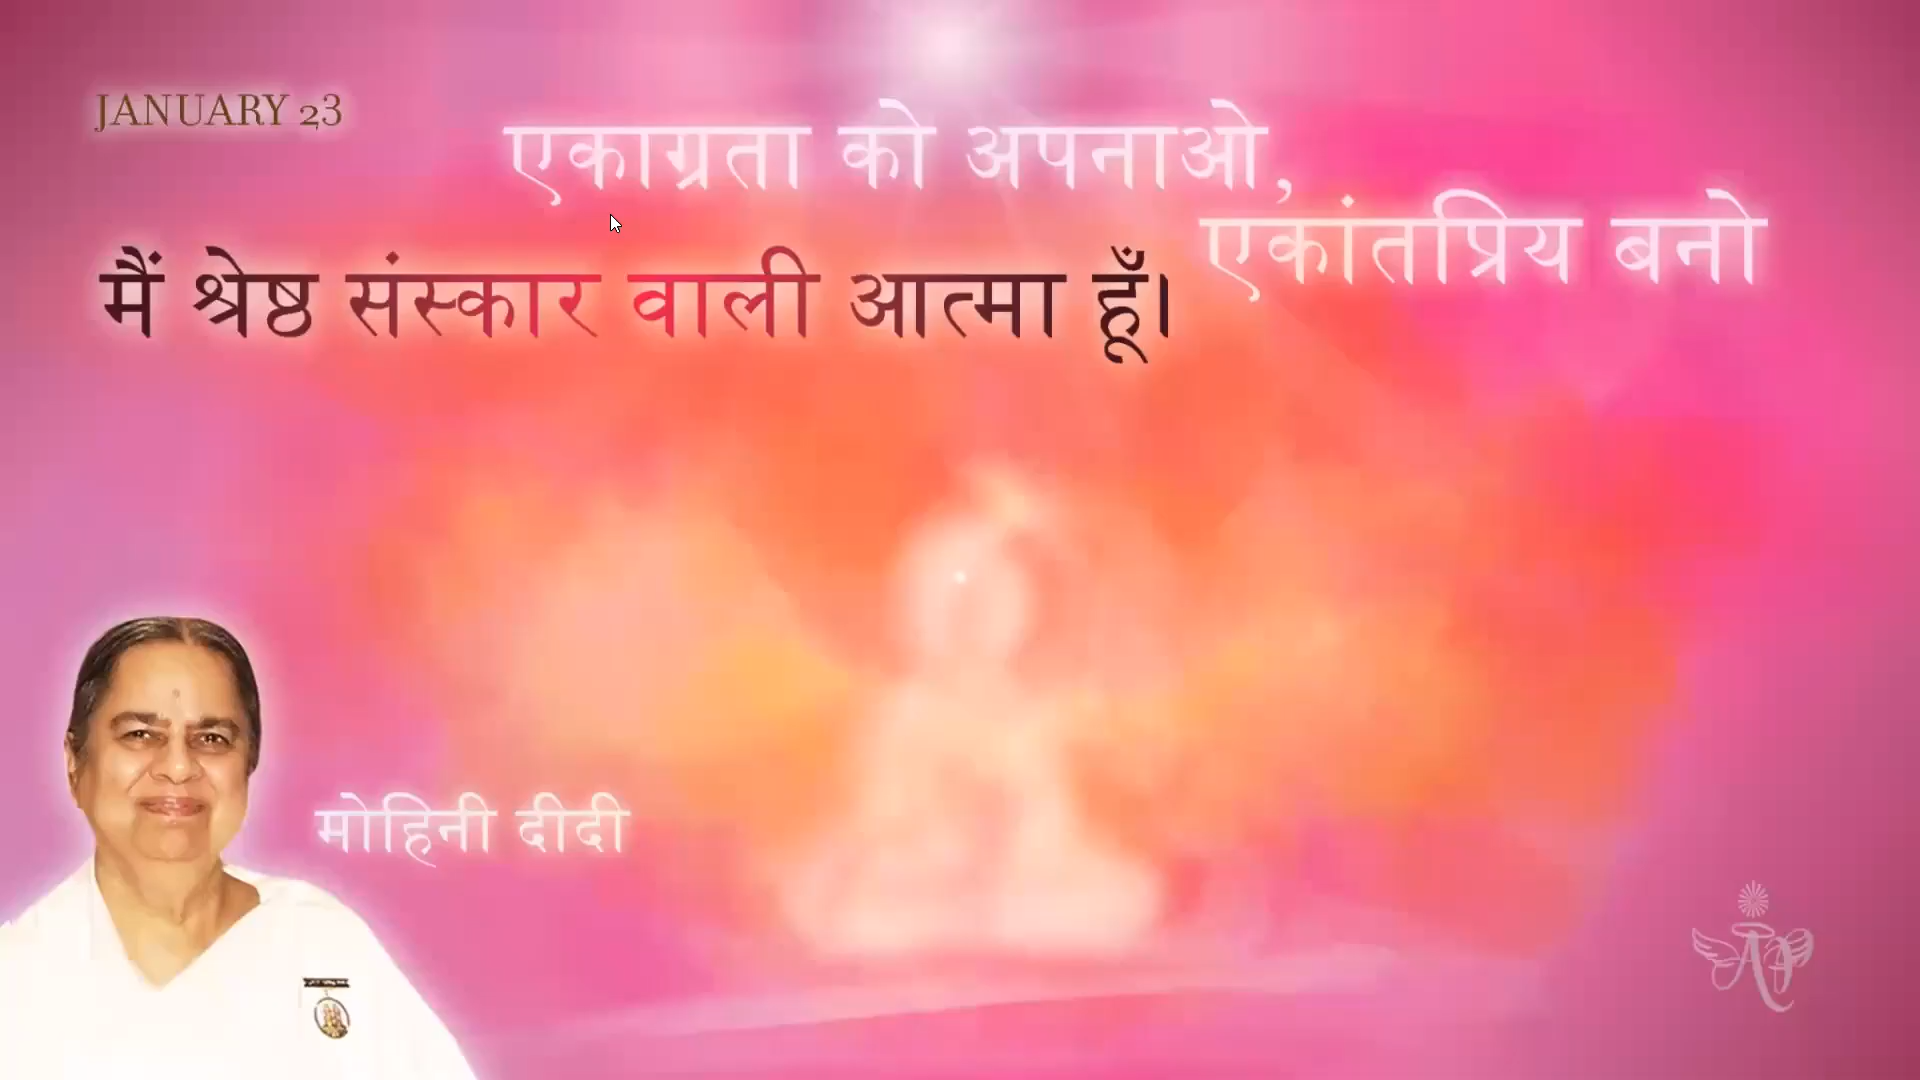 JANUARY 23
एकाग्रता को अपनाओ,
एकांतप्रिय बनो
मैं श्रेष्ठ संस्कार वाली आत्मा हूँ।
मोहिनी दीदी